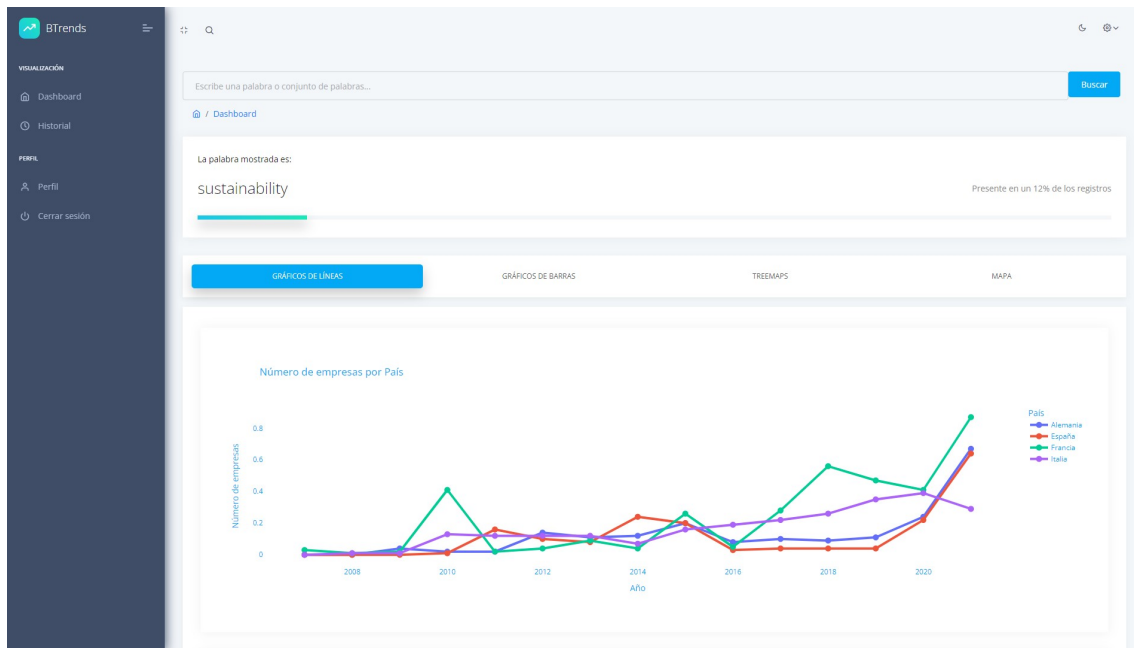 BTrends
VISUALIZACIÓN
Dashboard
Historial
PERFIL
Perfil
Cerrar sesión
Escribe una palabra o conjunto de palabras...
Buscar
/ Dashboard
La palabra mostrada es:
sustainability
Presente en un 12% de los registros
GRÁFICOS DE LÍNEAS
GRÁFICOS DE BARRAS
TREEMAPS
MAPA
Número de empresas por País
Número de empresas
0.8
0.6
0.4
0.2
0
2008
2010
2012
2014
2016
2018
2020
Año
País
Alemania
España
Francia
Italia